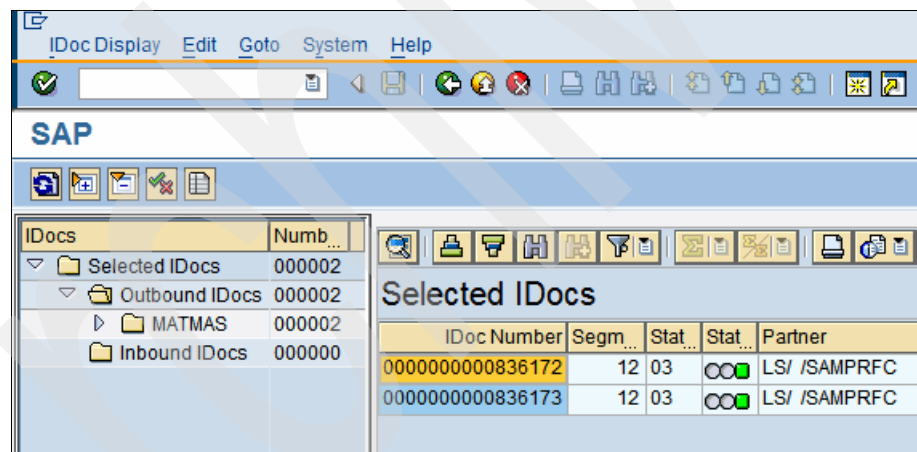 IDoc Display Edit Goto System Help
SAP
IDocs Numb...
Selected IDocs 000002
Outbound IDocs 000002
MATMAS 000002
Inbound IDocs 000000
Selected IDocs
IDoc Number Segm... Stat... Stat... Partner
0000000000836172 12 03 LS/ /SAMPRFC
0000000000836173 12 03 LS/ /SAMPRFC